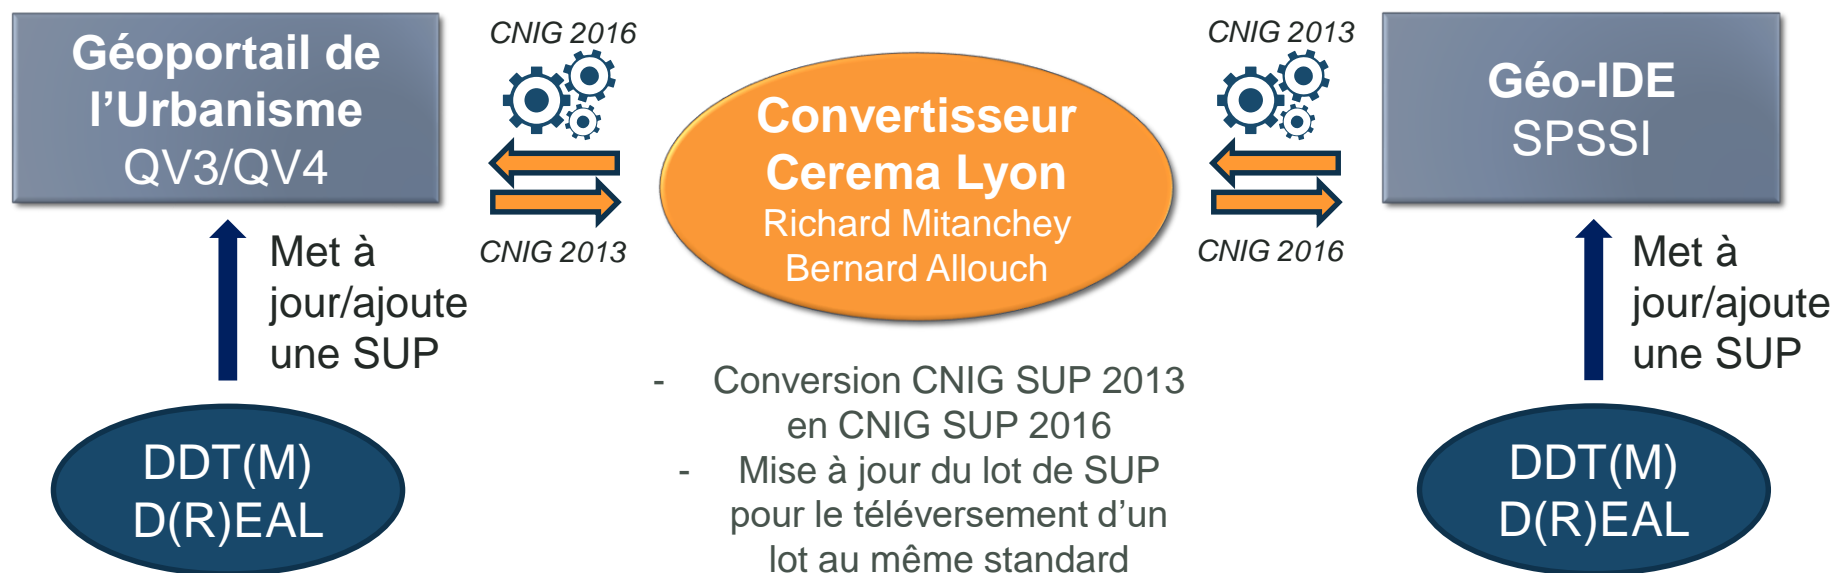 Géoportail de
l’Urbanisme
QV3/QV4
CNIG 2016
CNIG 2013
Convertisseur
Cerema Lyon
Richard Mitanchey
Bernard Allouch
CNIG 2013
CNIG 2016
Géo-IDE
SPSSI
Met à
jour/ajoute
une SUP
DDT(M)
D(R)EAL
- Conversion CNIG SUP 2013
en CNIG SUP 2016
- Mise à jour du lot de SUP
pour le téléversement d’un
lot au même standard
Met à
jour/ajoute
une SUP
DDT(M)
D(R)EAL